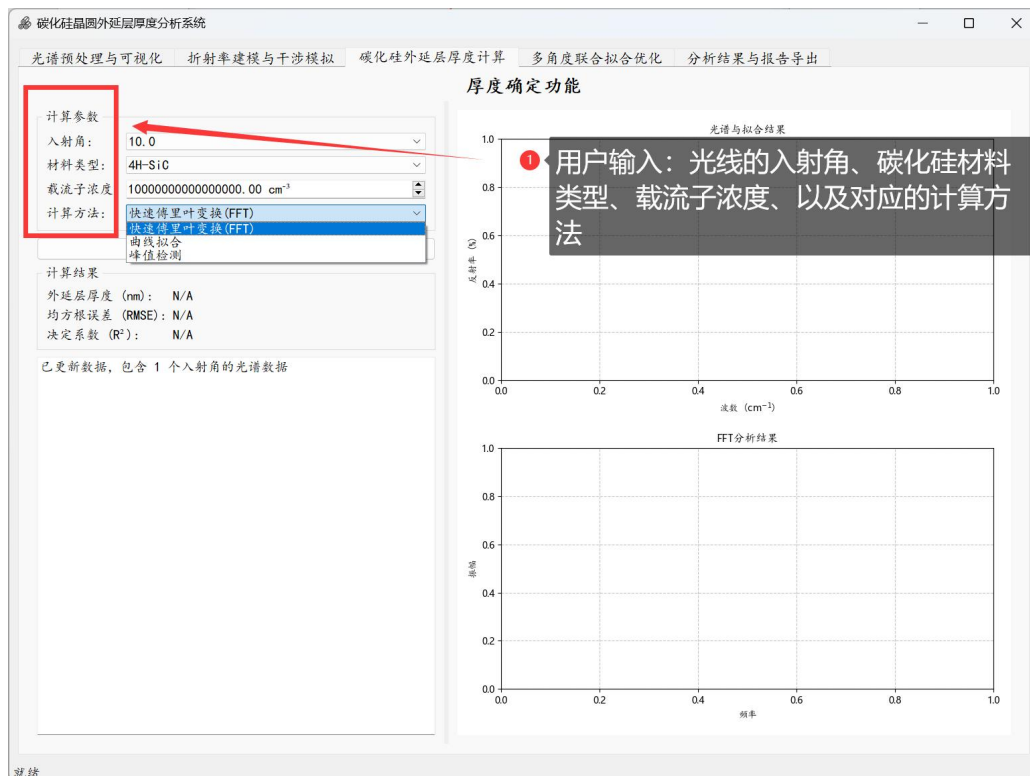 碳化硅晶圆外延层厚度分析系统
光谱预处理与可视化 折射率建模与干涉模拟 碳化硅外延层厚度计算 多角度联合拟合优化 分析结果与报告导出
厚度确定功能
计算参数
入射角: 10.0
材料类型: 4H-SiC
载流子浓度 10000000000000000.00 cm⁻³
计算方法: 快速傅里叶变换(FFT)
快速傅里叶变换(FFT)
曲线拟合
峰值检测
计算结果
外延层厚度 (nm): N/A
均方根误差 (RMSE): N/A
决定系数 (R²): N/A
已更新数据, 包含 1 个入射角的光谱数据
光谱与拟合结果
1 用户输入：光线的入射角、碳化硅材料
类型、载流子浓度、以及对应的计算方
法
反射率 (%)
1.0
0.8
0.6
0.4
0.2
0.0
0.0 0.2 0.4 0.6 0.8 1.0
波数 (cm⁻¹)
FFT分析结果
振幅
1.0
0.8
0.6
0.4
0.2
0.0
0.0 0.2 0.4 0.6 0.8 1.0
频率
就绪